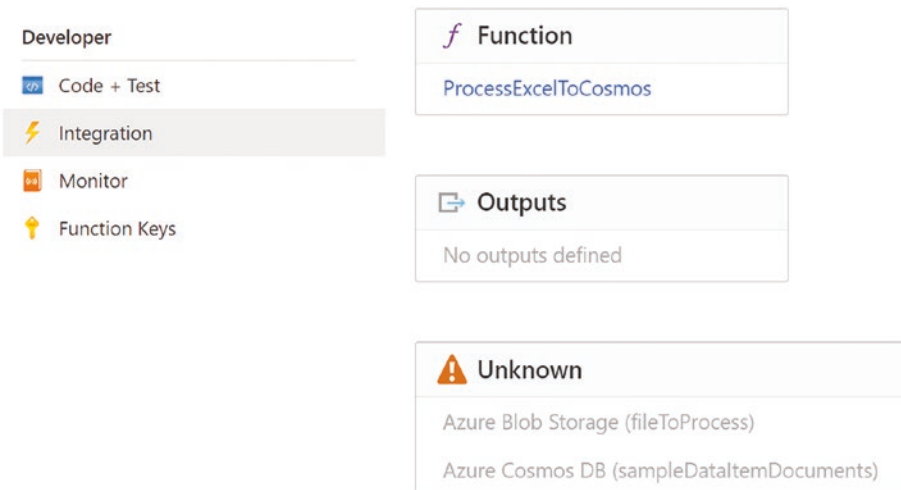 Developer
Code + Test
Integration
Monitor
Function Keys
Function
ProcessExcelToCosmos
Outputs
No outputs defined
Unknown
Azure Blob Storage (fileToProcess)
Azure Cosmos DB (sampleDataItemDocuments)